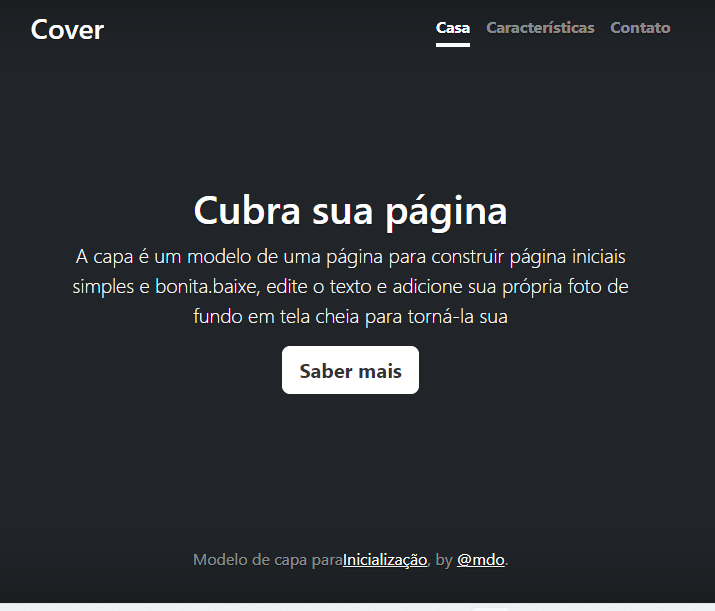 Cover
Casa Características Contato
Cubra sua página
A capa é um modelo de uma página para construir página iniciais
simples e bonita.baixe, edite o texto e adicione sua própria foto de
fundo em tela cheia para torná-la sua
Saber mais
Modelo de capa paraInicialização, by @mdo.